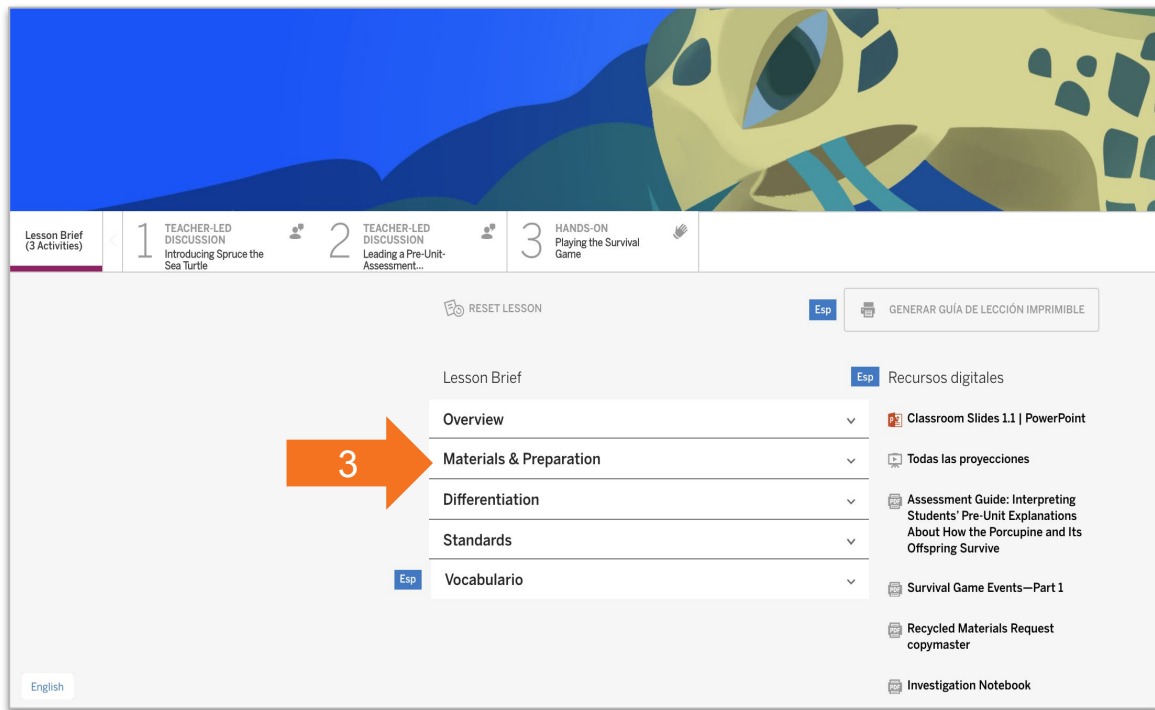 Lesson Brief
(3 Activities)
1
TEACHER-LED
DISCUSSION
Introducing Spruce the
Sea Turtle
2
TEACHER-LED
DISCUSSION
Leading a Pre-Unit-
Assessment...
3
HANDS-ON
Playing the Survival
Game
RESET LESSON
Esp
GENERAR GUÍA DE LECCIÓN IMPRIMIBLE
Lesson Brief
Overview
3
Materials & Preparation
Differentiation
Standards
Esp
Vocabulario
Esp
Recursos digitales
Classroom Slides 1.1 | PowerPoint
Todas las proyecciones
PDF
Assessment Guide: Interpreting
Students' Pre-Unit Explanations
About How the Porcupine and Its
Offspring Survive
PDF
Survival Game Events—Part 1
PDF
Recycled Materials Request
copymaster
PDF
Investigation Notebook
English